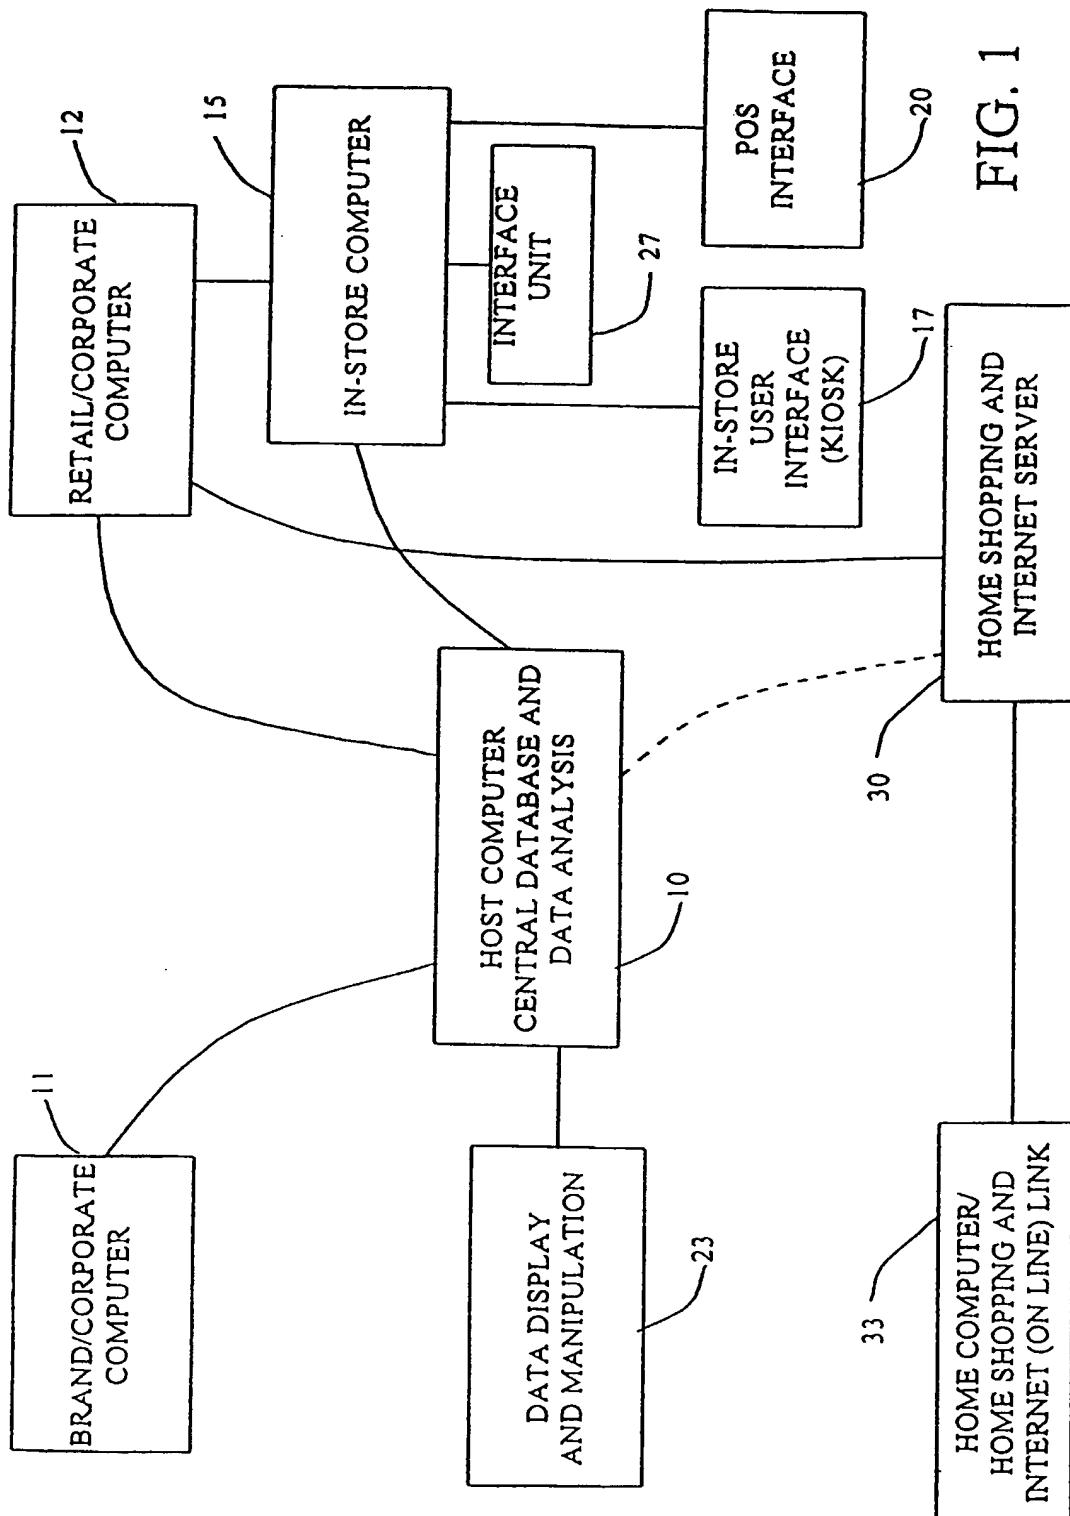 BRAND/CORPORATE
COMPUTER
11
RETAIL/CORPORATE
COMPUTER
12
IN-STORE COMPUTER
15
HOST COMPUTER
CENTRAL DATABASE AND
DATA ANALYSIS
10
DATA DISPLAY
AND MANIPULATION
23
INTERFACE
UNIT
27
IN-STORE
USER
INTERFACE
(KIOSK)
17
POS
INTERFACE
20
HOME COMPUTER/
HOME SHOPPING AND
INTERNET (ON LINE) LINK
33
HOME SHOPPING AND
INTERNET SERVER
30
FIG. 1